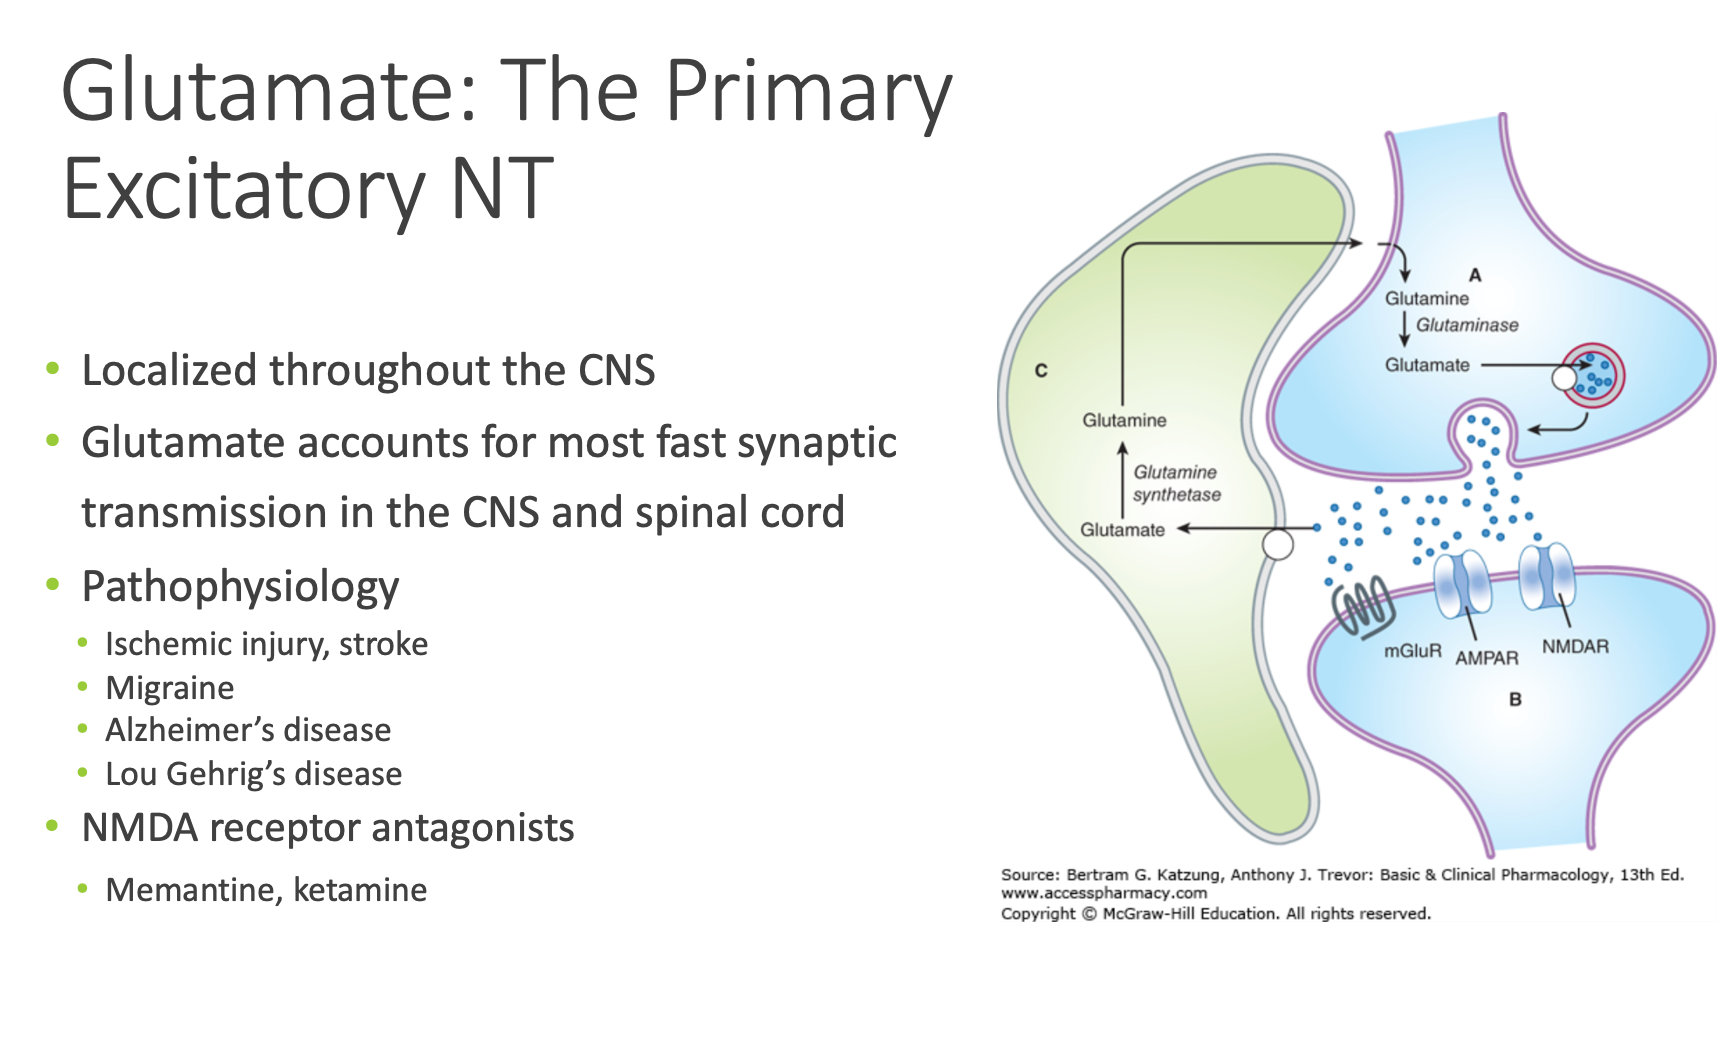 Glutamate: The Primary
Excitatory NT
• Localized throughout the CNS
• Glutamate accounts for most fast synaptic
transmission in the CNS and spinal cord
• Pathophysiology
• Ischemic injury, stroke
• Migraine
• Alzheimer’s disease
• Lou Gehrig’s disease
• NMDA receptor antagonists
• Memantine, ketamine
A
Glutamine
Glutaminase
Glutamate
C
Glutamine
Glutamine
synthetase
Glutamate
mGluR
AMPAR
NMDAR
B
Source: Bertram G. Katzung, Anthony J. Trevor: Basic & Clinical Pharmacology, 13th Ed.
www.accesspharmacy.com
Copyright © McGraw-Hill Education. All rights reserved.